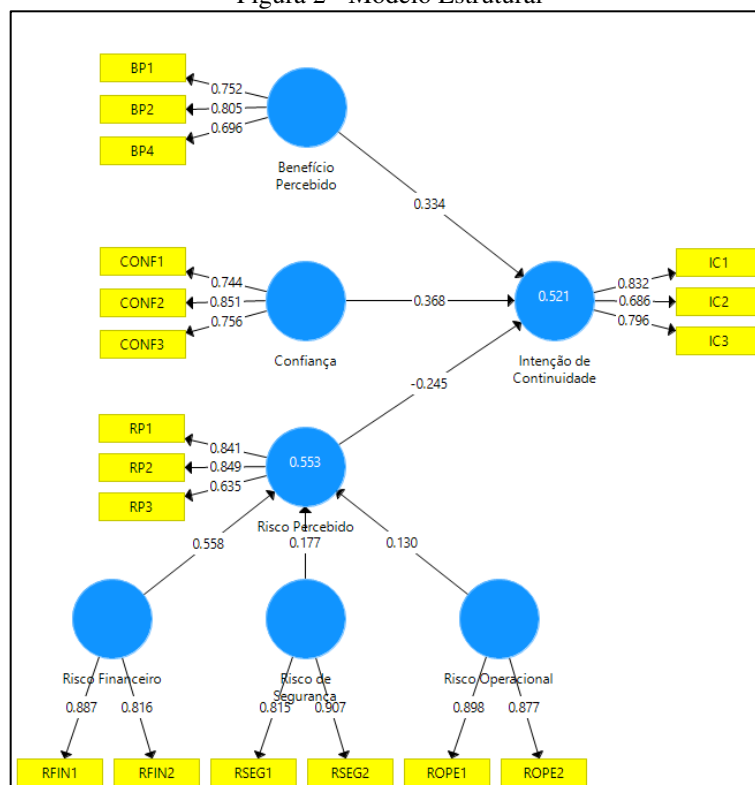 Figura 2 - Modelo Estrutural
BP1
0.752
BP2
0.805
0.696
BP4
Benefício
Percebido
0.334
CONF1
0.744
CONF2
0.851
0.756
CONF3
Confiança
0.368
0.521
Intenção de
Continuidade
IC1
0.832
0.686
IC2
0.796
IC3
-0.245
RP1
0.841
RP2
0.849
0.635
RP3
0.553
Risco Percebido
0.558
0.177
0.130
Risco Financeiro
Risco de
Segurança
Risco Operacional
0.887
0.816
0.815
0.907
0.898
0.877
RFIN1
RFIN2
RSEG1
RSEG2
ROPE1
ROPE2